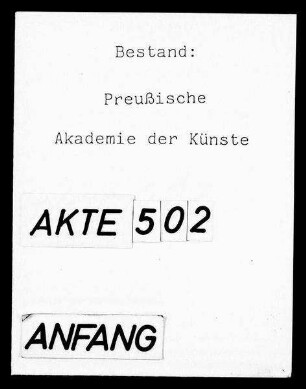 Bestand:
Preußische
Akademie der Künste
AKTE 502
ANFANG